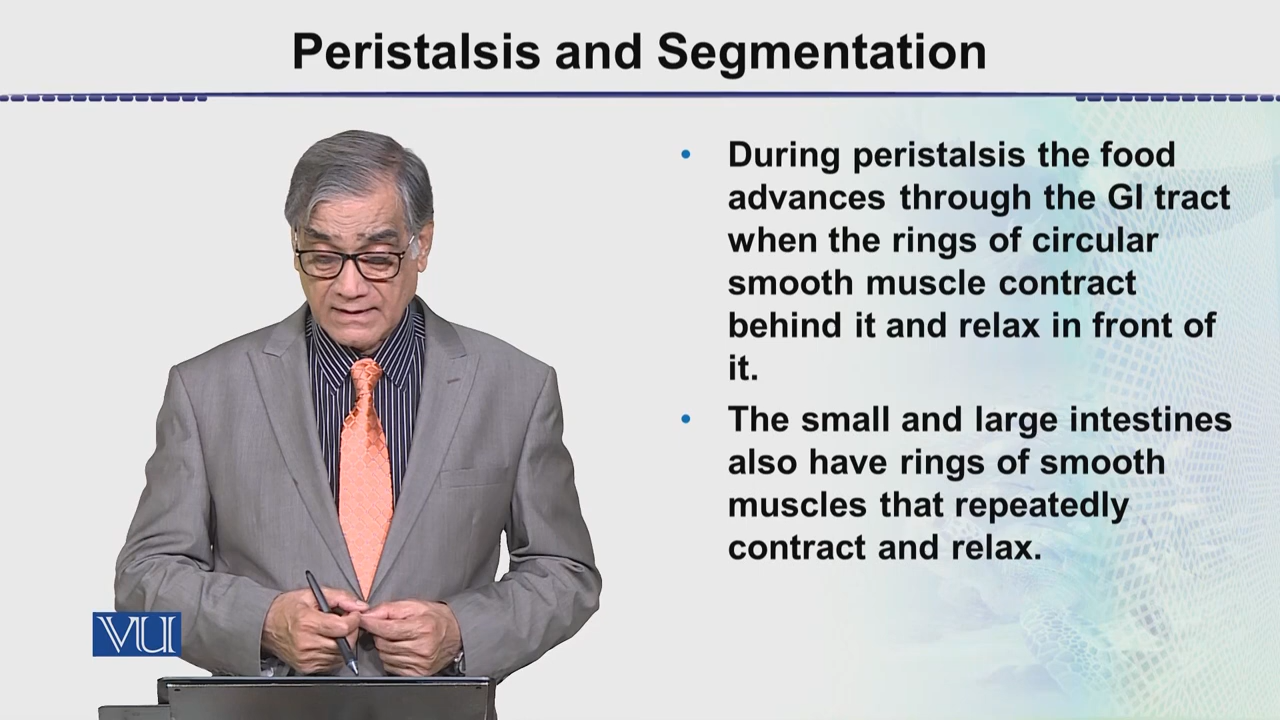 Peristalsis and Segmentation
• During peristalsis the food
advances through the GI tract
when the rings of circular
smooth muscle contract
behind it and relax in front of
it.
• The small and large intestines
also have rings of smooth
muscles that repeatedly
contract and relax.
VU